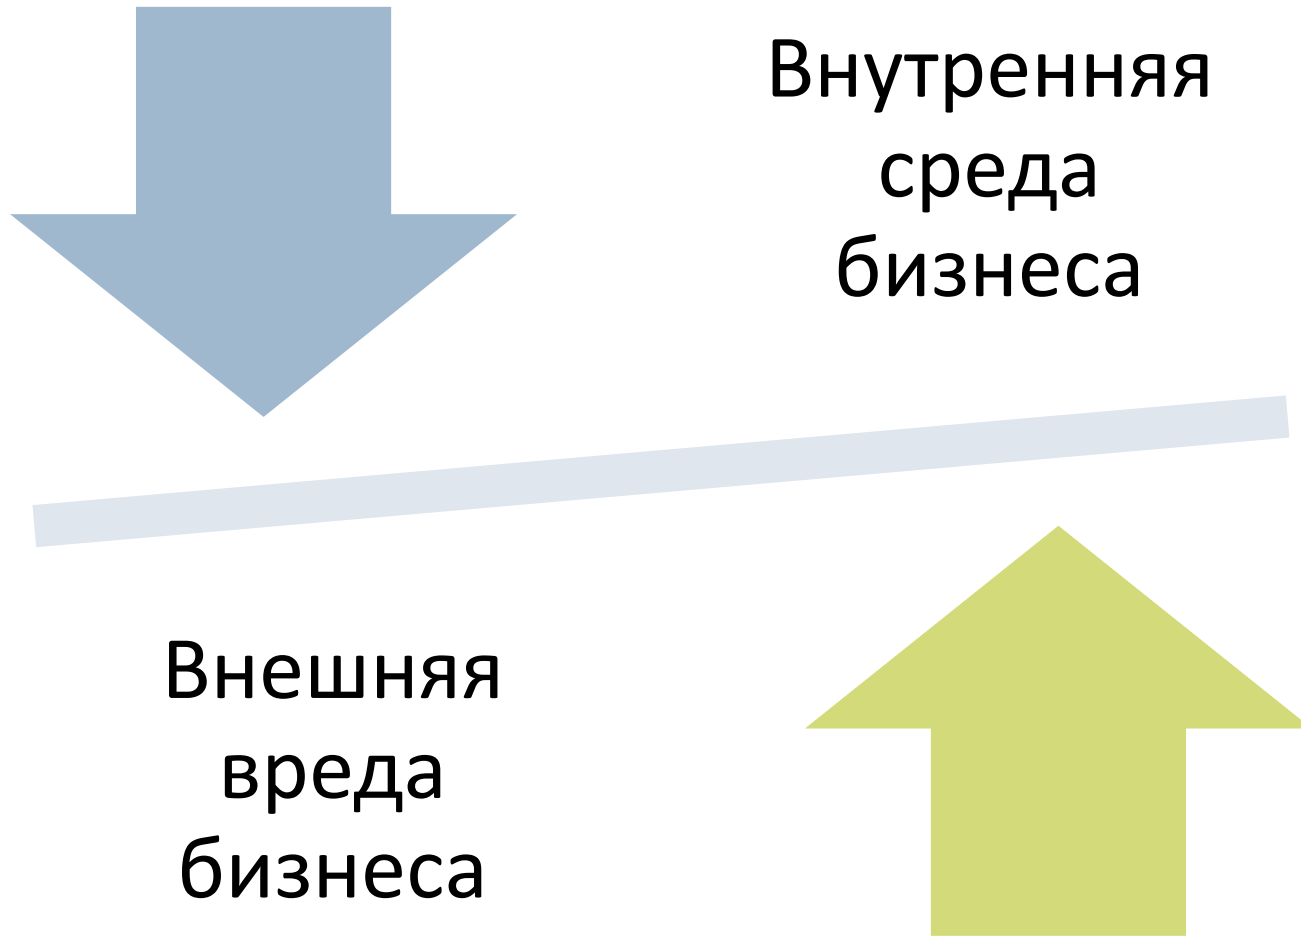 Внутренняя
среда
бизнеса
Внешняя
вреда
бизнеса